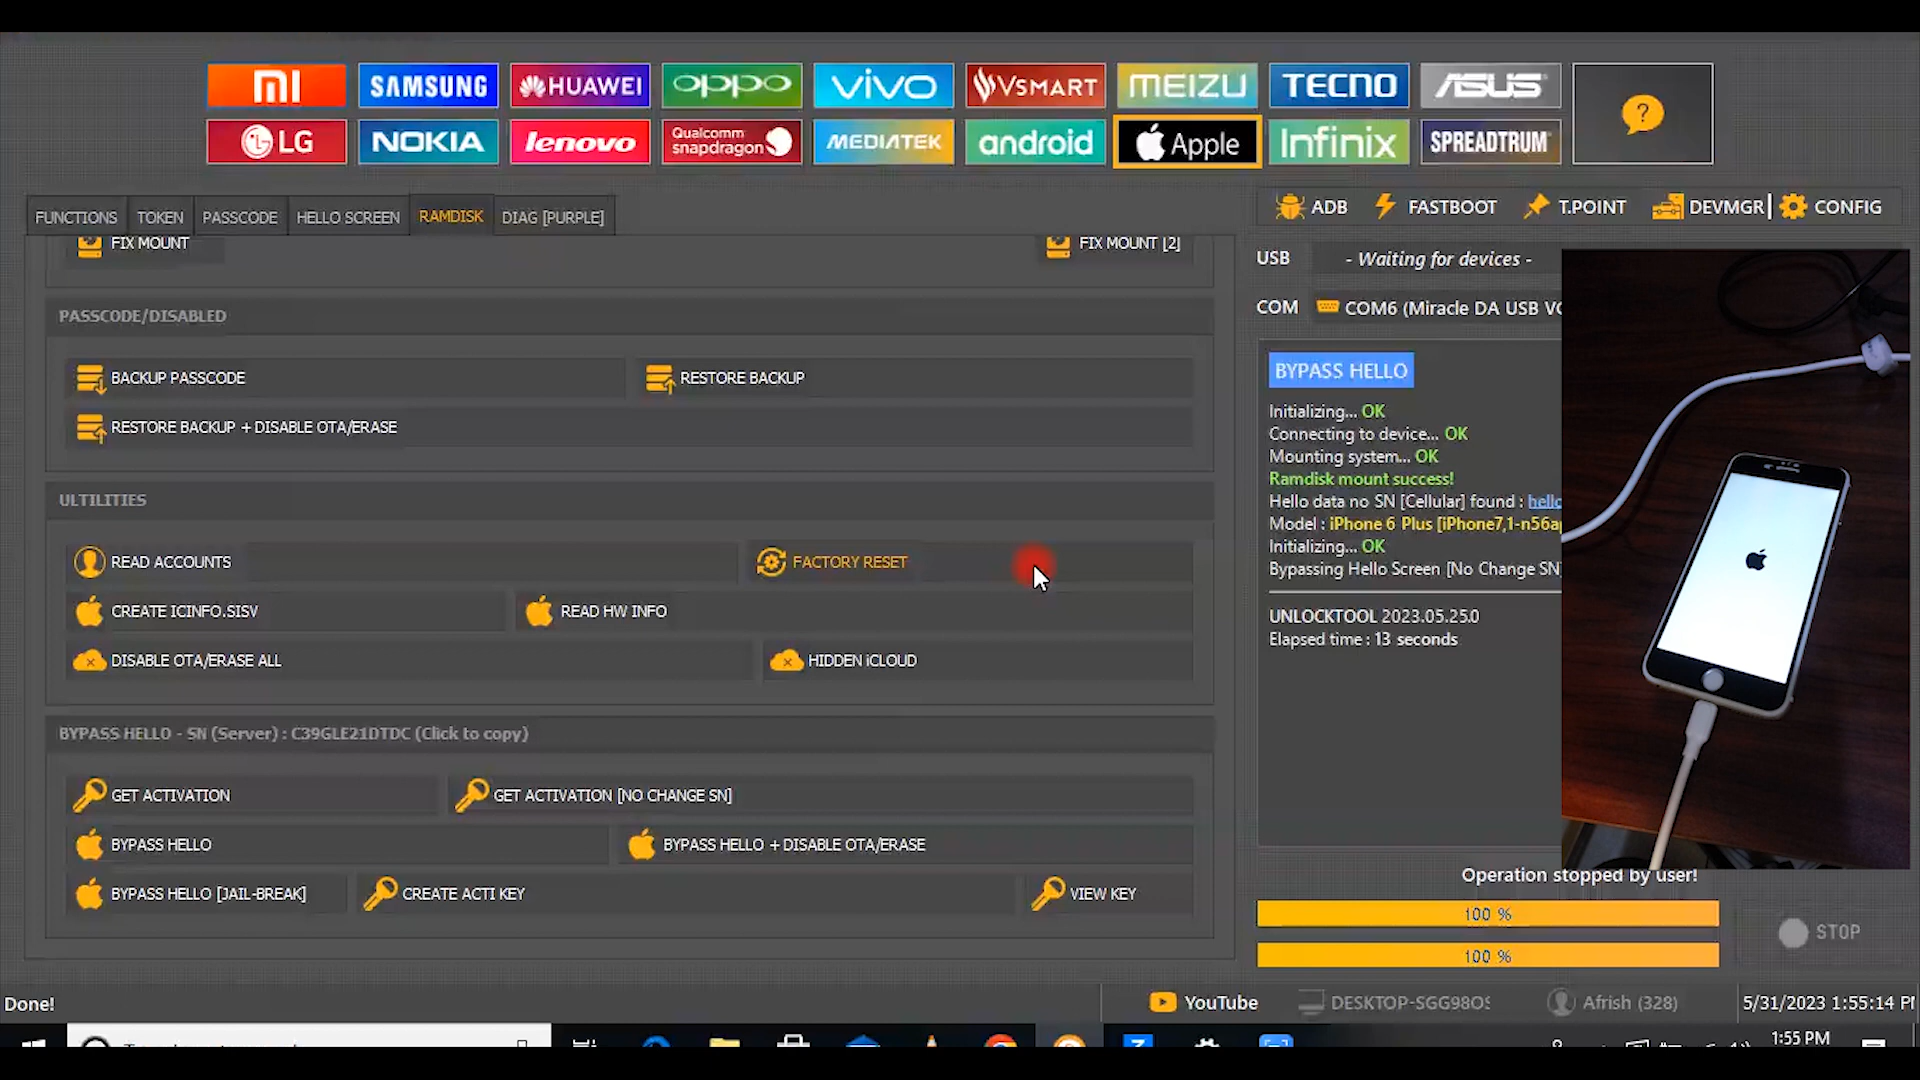 MI SAMSUNG HUAWEI oppo vivo VSMART MEIZU TECNO ASUS ?
LG NOKIA lenovo Qualcomm snapdragon MEDIATEK android Apple Infinix SPREADTRUM
FUNCTIONS TOKEN PASSCODE HELLO SCREEN RAMDISK DIAG [PURPLE]
ADB FASTBOOT T.POINT DEVMGR CONFIG
FIX MOUNT FIX MOUNT [2]
PASSCODE/DISABLED
BACKUP PASSCODE RESTORE BACKUP
RESTORE BACKUP + DISABLE OTA/ERASE
ULTILITIES
READ ACCOUNTS FACTORY RESET
CREATE ICINFO.SISV READ HW INFO
DISABLE OTA/ERASE ALL HIDDEN iCLOUD
BYPASS HELLO - SN (Server) : C39GLE21DTDC (Click to copy)
GET ACTIVATION GET ACTIVATION [NO CHANGE SN]
BYPASS HELLO BYPASS HELLO + DISABLE OTA/ERASE
BYPASS HELLO [JAIL-BREAK] CREATE ACTI KEY VIEW KEY
USB - Waiting for devices -
COM COM6 (Miracle DA USB VC
BYPASS HELLO
Initializing... OK
Connecting to device... OK
Mounting system... OK
Ramdisk mount success!
Hello data no SN [Cellular] found : hello
Model : iPhone 6 Plus [iPhone7,1-n56ap
Initializing... OK
Bypassing Hello Screen [No Change SN]
UNLOCKTOOL 2023.05.25.0
Elapsed time : 13 seconds
Operation stopped by user!
100 %
100 %
STOP
Done! YouTube DESKTOP-SGG98OS Afrish (328) 5/31/2023 1:55:14 PM
1:55 PM